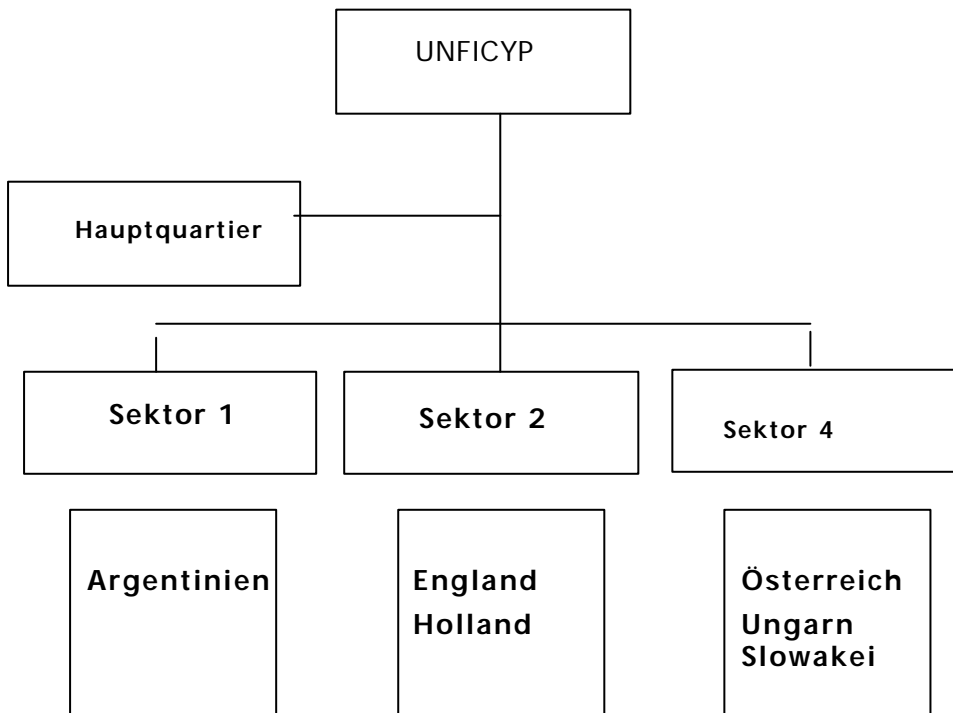 UNFICYP
Hauptquartier
Sektor 1
Sektor 2
Sektor 4
Argentinien
England
Holland
Österreich
Ungarn
Slowakei